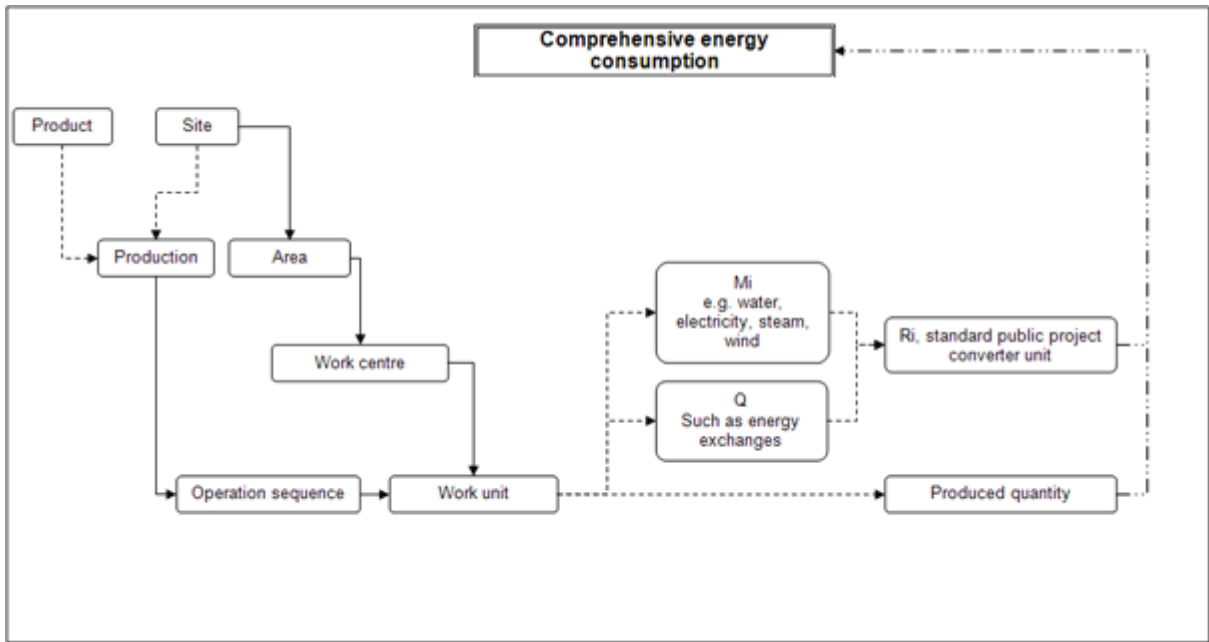 Comprehensive energy
consumption
Product
Site
Production
Area
Mi
e.g. water,
electricity, steam,
wind
Ri, standard public project
converter unit
Work centre
Q
Such as energy
exchanges
Operation sequence
Work unit
Produced quantity